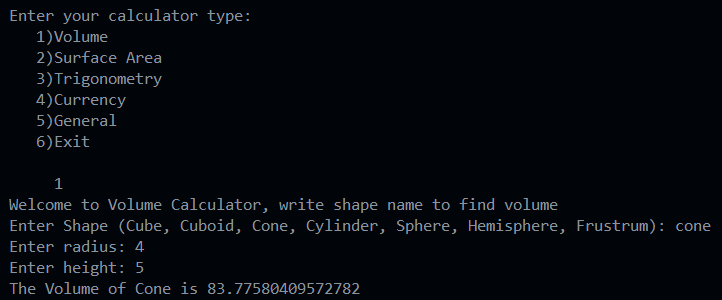 Enter your calculator type:
1)Volume
2)Surface Area
3)Trigonometry
4)Currency
5)General
6)Exit
1
Welcome to Volume Calculator, write shape name to find volume
Enter Shape (Cube, Cuboid, Cone, Cylinder, Sphere, Hemisphere, Frustrum): cone
Enter radius: 4
Enter height: 5
The Volume of Cone is 83.77580409572782